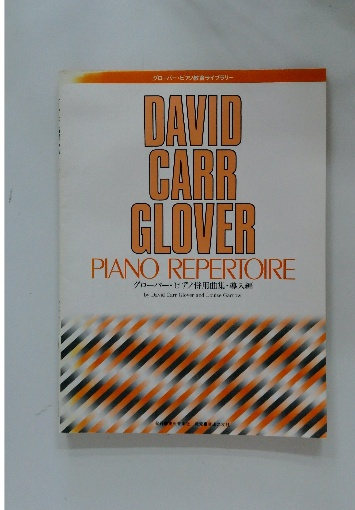 グローバー・ピアノ教育ライブラリー
DAVID
CARR
GLOVER
PIANO REPERTOIRE
グローバー・ピアノ併用曲集・導入編
by David Carr Glover and Louise Garrow